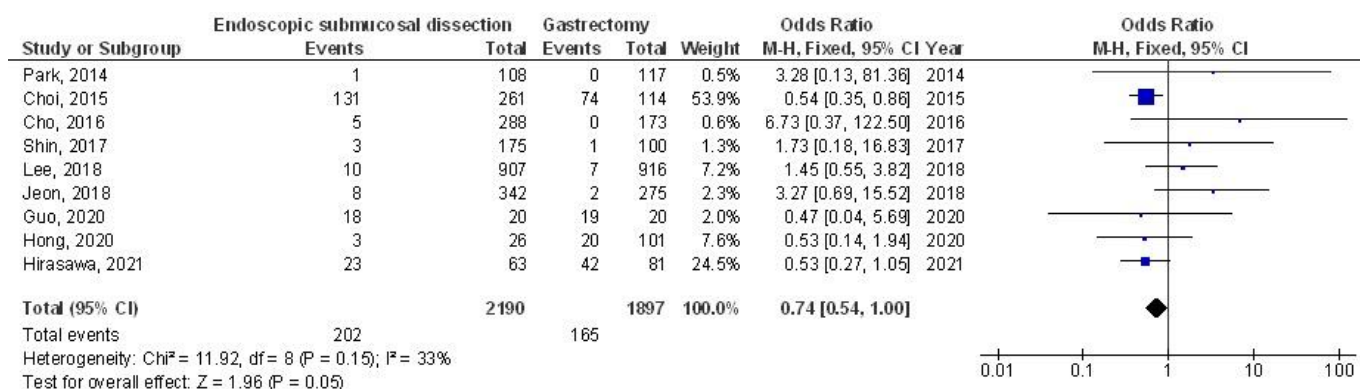 Endoscopic submucosal dissection Gastrectomy Odds Ratio Odds Ratio
Study or Subgroup Events Total Events Total Weight M-H, Fixed, 95% CI Year M-H, Fixed, 95% CI
Park, 2014 1 108 0 117 0.5% 3.28 [0.13, 81.36] 2014
Choi, 2015 131 261 74 114 53.9% 0.54 [0.35, 0.86] 2015
Cho, 2016 5 288 0 173 0.6% 6.73 [0.37, 122.50] 2016
Shin, 2017 3 175 1 100 1.3% 1.73 [0.18, 16.83] 2017
Lee, 2018 10 907 7 916 7.2% 1.45 [0.55, 3.82] 2018
Jeon, 2018 8 342 2 275 2.3% 3.27 [0.69, 15.52] 2018
Guo, 2020 18 20 19 20 2.0% 0.47 [0.04, 5.69] 2020
Hong, 2020 3 26 20 101 7.6% 0.53 [0.14, 1.94] 2020
Hirasawa, 2021 23 63 42 81 24.5% 0.53 [0.27, 1.05] 2021
Total (95% CI) 2190 1897 100.0% 0.74 [0.54, 1.00]
Total events 202 165
Heterogeneity: Chi² = 11.92, df = 8 (P = 0.15); I² = 33%
Test for overall effect: Z = 1.96 (P = 0.05)
0.01 0.1 1 10 100